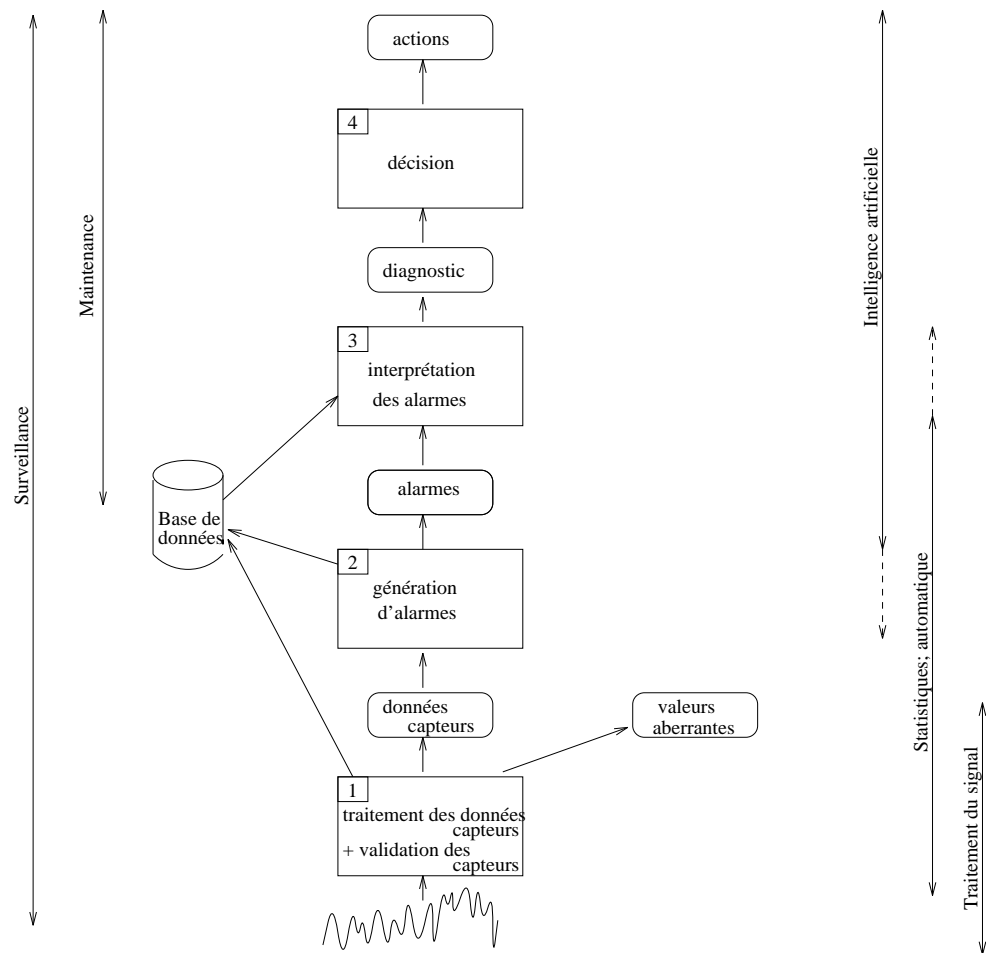 actions
4
décision
diagnostic
3
interprétation
des alarmes
alarmes
Base de
données
2
génération
d'alarmes
données
capteurs
valeurs
aberrantes
1
traitement des données
capteurs
+ validation des
capteurs
Surveillance
Maintenance
Intelligence artificielle
Statistiques; automatique
Traitement du signal